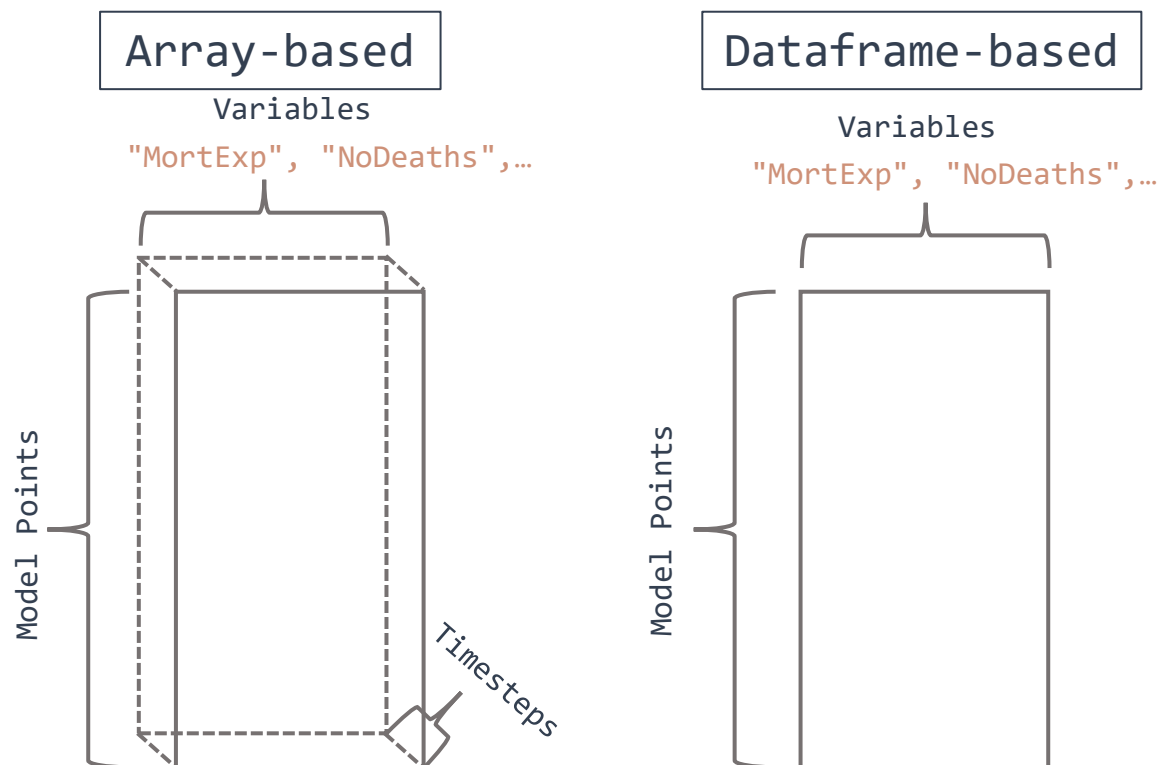 Array-based
Variables
"MortExp", "NoDeaths",…
Model Points
Timesteps
Dataframe-based
Variables
"MortExp", "NoDeaths",…
Model Points